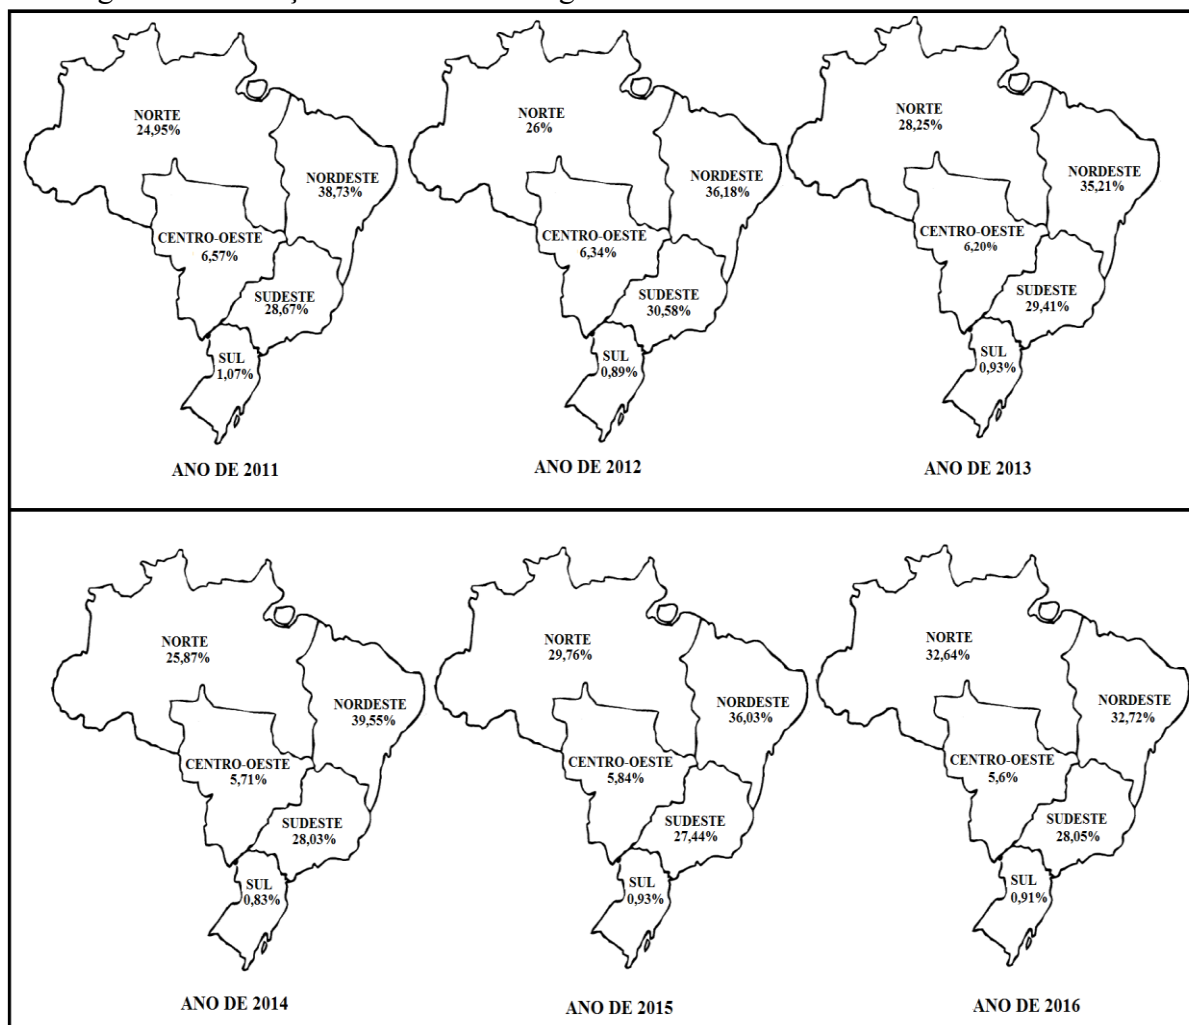 NORTE
24,95%
NORDESTE
38,73%
CENTRO-OESTE
6,57%
SUDESTE
28,67%
SUL
1,07%
ANO DE 2011
NORTE
26%
NORDESTE
36,18%
CENTRO-OESTE
6,34%
SUDESTE
30,58%
SUL
0,89%
ANO DE 2012
NORTE
28,25%
NORDESTE
35,21%
CENTRO-OESTE
6,20%
SUDESTE
29,41%
SUL
0,93%
ANO DE 2013
NORTE
25,87%
NORDESTE
39,55%
CENTRO-OESTE
5,71%
SUDESTE
28,03%
SUL
0,83%
ANO DE 2014
NORTE
29,76%
NORDESTE
36,03%
CENTRO-OESTE
5,84%
SUDESTE
27,44%
SUL
0,93%
ANO DE 2015
NORTE
32,64%
NORDESTE
32,72%
CENTRO-OESTE
5,6%
SUDESTE
28,05%
SUL
0,91%
ANO DE 2016